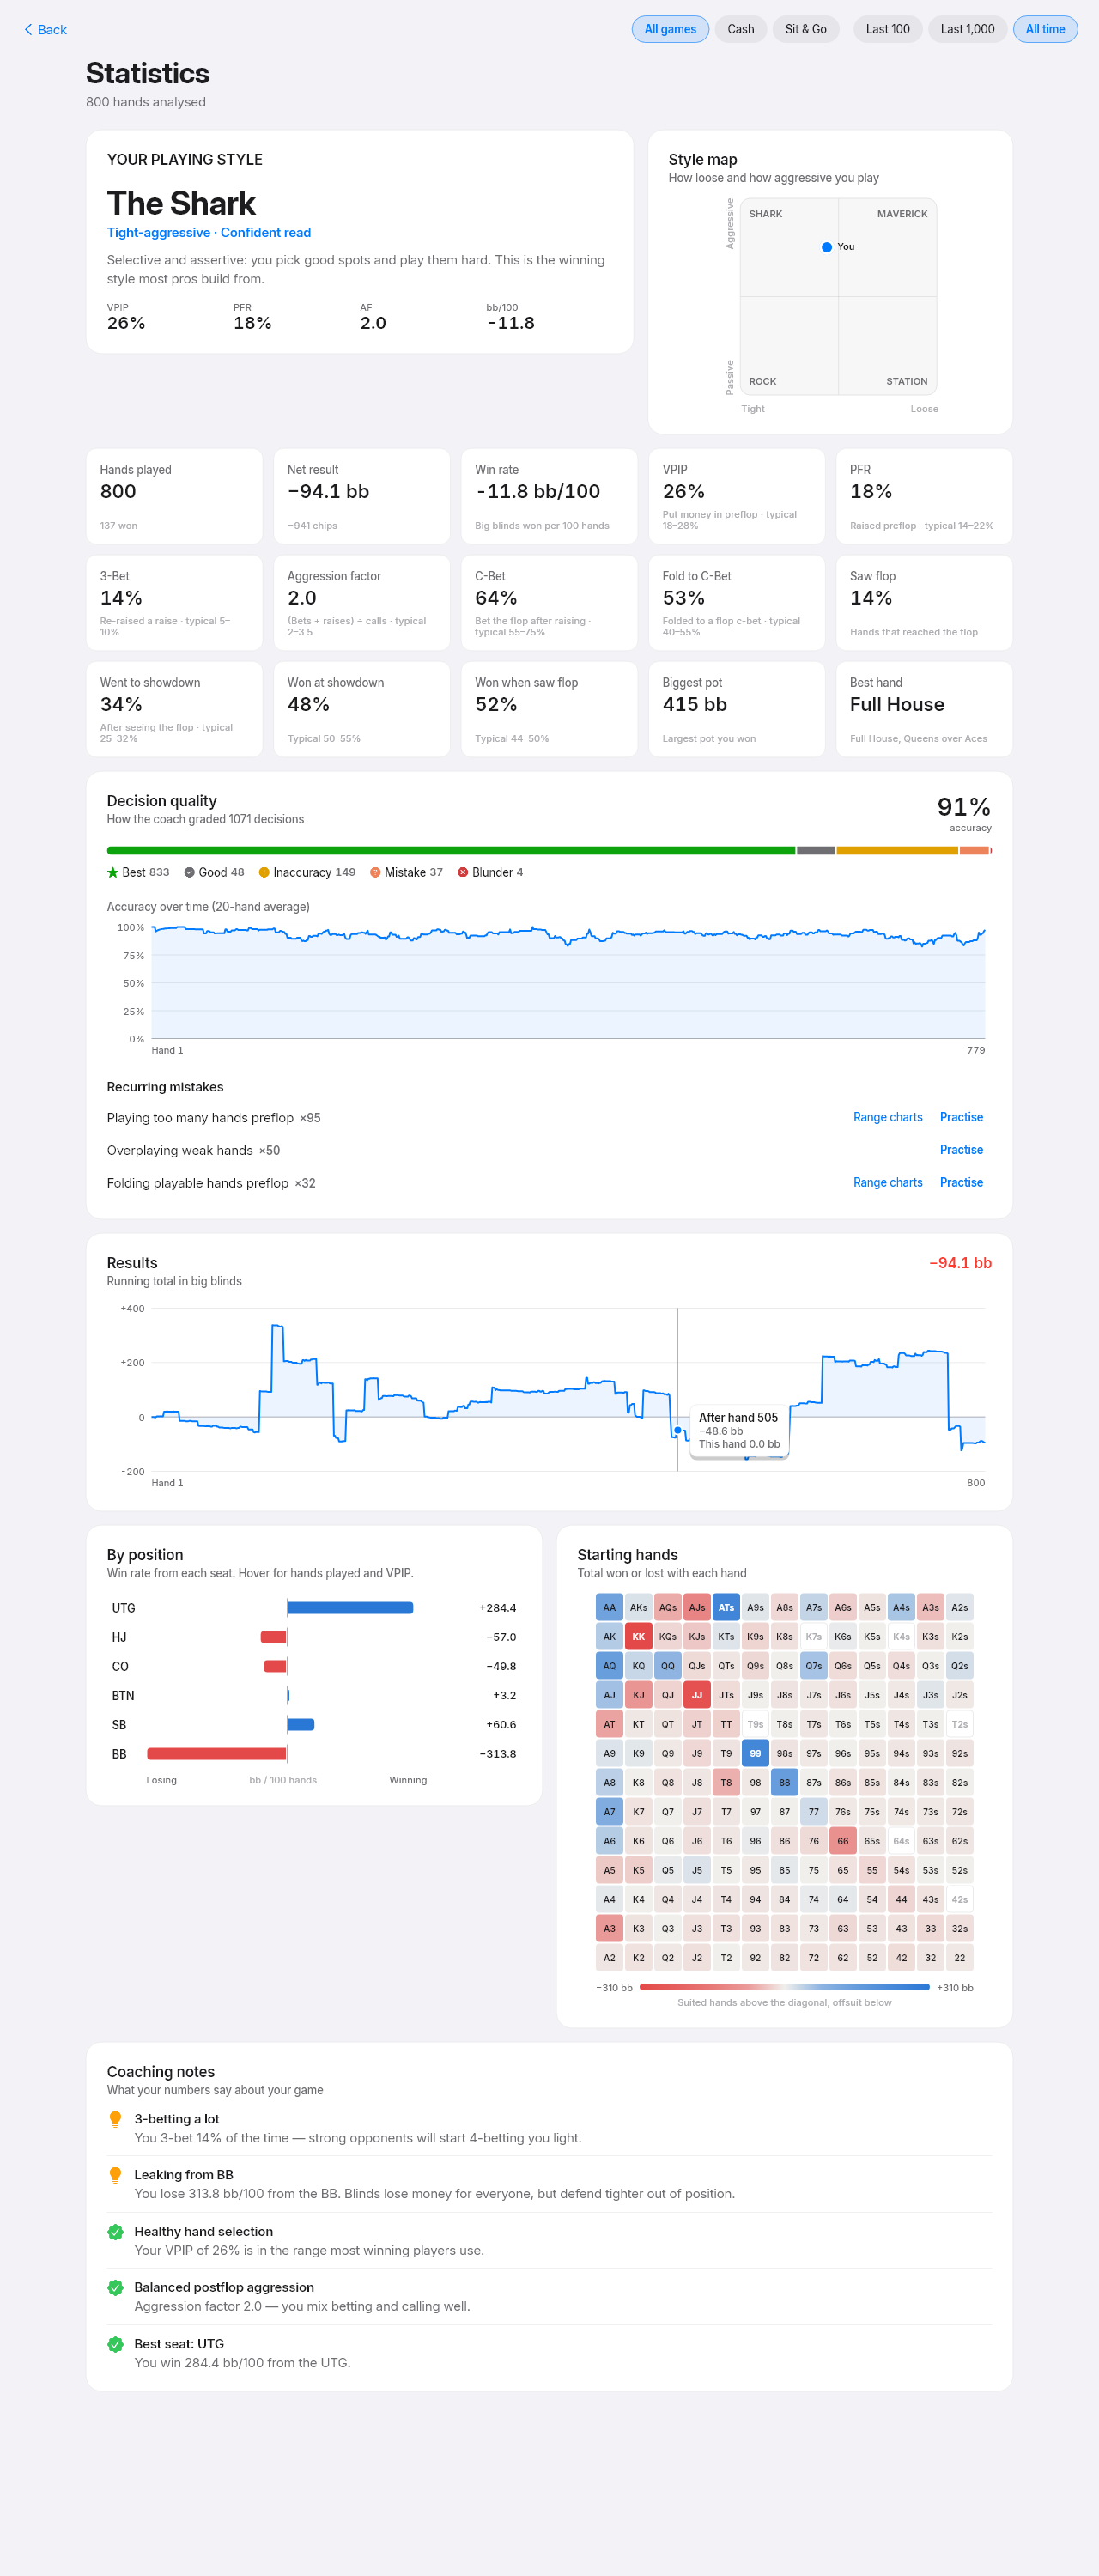 Back
All games
Cash
Sit & Go
Last 100
Last 1,000
All time
Statistics
800 hands analysed
YOUR PLAYING STYLE
The Shark
Tight-aggressive · Confident read
Selective and assertive: you pick good spots and play them hard. This is the winning
style most pros build from.
VPIP
26%
PFR
18%
AF
2.0
bb/100
-11.8
Style map
How loose and how aggressive you play
Aggressive
Passive
SHARK
MAVERICK
You
ROCK
STATION
Tight
Loose
Hands played
800
137 won
Net result
−94.1 bb
−941 chips
Win rate
-11.8 bb/100
Big blinds won per 100 hands
VPIP
26%
Put money in preflop · typical
18–28%
PFR
18%
Raised preflop · typical 14–22%
3-Bet
14%
Re-raised a raise · typical 5–
10%
Aggression factor
2.0
(Bets + raises) ÷ calls · typical
2–3.5
C-Bet
64%
Bet the flop after raising ·
typical 55–75%
Fold to C-Bet
53%
Folded to a flop c-bet · typical
40–55%
Saw flop
14%
Hands that reached the flop
Went to showdown
34%
After seeing the flop · typical
25–32%
Won at showdown
48%
Typical 50–55%
Won when saw flop
52%
Typical 44–50%
Biggest pot
415 bb
Largest pot you won
Best hand
Full House
Full House, Queens over Aces
Decision quality
How the coach graded 1071 decisions
91%
accuracy
Best 833
Good 48
Inaccuracy 149
Mistake 37
Blunder 4
Accuracy over time (20-hand average)
100%
75%
50%
25%
0%
Hand 1
779
Recurring mistakes
Playing too many hands preflop ×95
Range charts
Practise
Overplaying weak hands ×50
Practise
Folding playable hands preflop ×32
Range charts
Practise
Results
Running total in big blinds
−94.1 bb
+400
+200
0
-200
Hand 1
800
After hand 505
−48.6 bb
This hand 0.0 bb
By position
Win rate from each seat. Hover for hands played and VPIP.
UTG +284.4
HJ −57.0
CO −49.8
BTN +3.2
SB +60.6
BB −313.8
Losing
bb / 100 hands
Winning
Starting hands
Total won or lost with each hand
AA AKs AQs AJs ATs A9s A8s A7s A6s A5s A4s A3s A2s
AK KK KQs KJs KTs K9s K8s K7s K6s K5s K4s K3s K2s
AQ KQ QQ QJs QTs Q9s Q8s Q7s Q6s Q5s Q4s Q3s Q2s
AJ KJ QJ JJ JTs J9s J8s J7s J6s J5s J4s J3s J2s
AT KT QT JT TT T9s T8s T7s T6s T5s T4s T3s T2s
A9 K9 Q9 J9 T9 99 98s 97s 96s 95s 94s 93s 92s
A8 K8 Q8 J8 T8 98 88 87s 86s 85s 84s 83s 82s
A7 K7 Q7 J7 T7 97 87 77 76s 75s 74s 73s 72s
A6 K6 Q6 J6 T6 96 86 76 66 65s 64s 63s 62s
A5 K5 Q5 J5 T5 95 85 75 65 55 54s 53s 52s
A4 K4 Q4 J4 T4 94 84 74 64 54 44 43s 42s
A3 K3 Q3 J3 T3 93 83 73 63 53 43 33 32s
A2 K2 Q2 J2 T2 92 82 72 62 52 42 32 22
−310 bb
+310 bb
Suited hands above the diagonal, offsuit below
Coaching notes
What your numbers say about your game
3-betting a lot
You 3-bet 14% of the time — strong opponents will start 4-betting you light.
Leaking from BB
You lose 313.8 bb/100 from the BB. Blinds lose money for everyone, but defend tighter out of position.
Healthy hand selection
Your VPIP of 26% is in the range most winning players use.
Balanced postflop aggression
Aggression factor 2.0 — you mix betting and calling well.
Best seat: UTG
You win 284.4 bb/100 from the UTG.